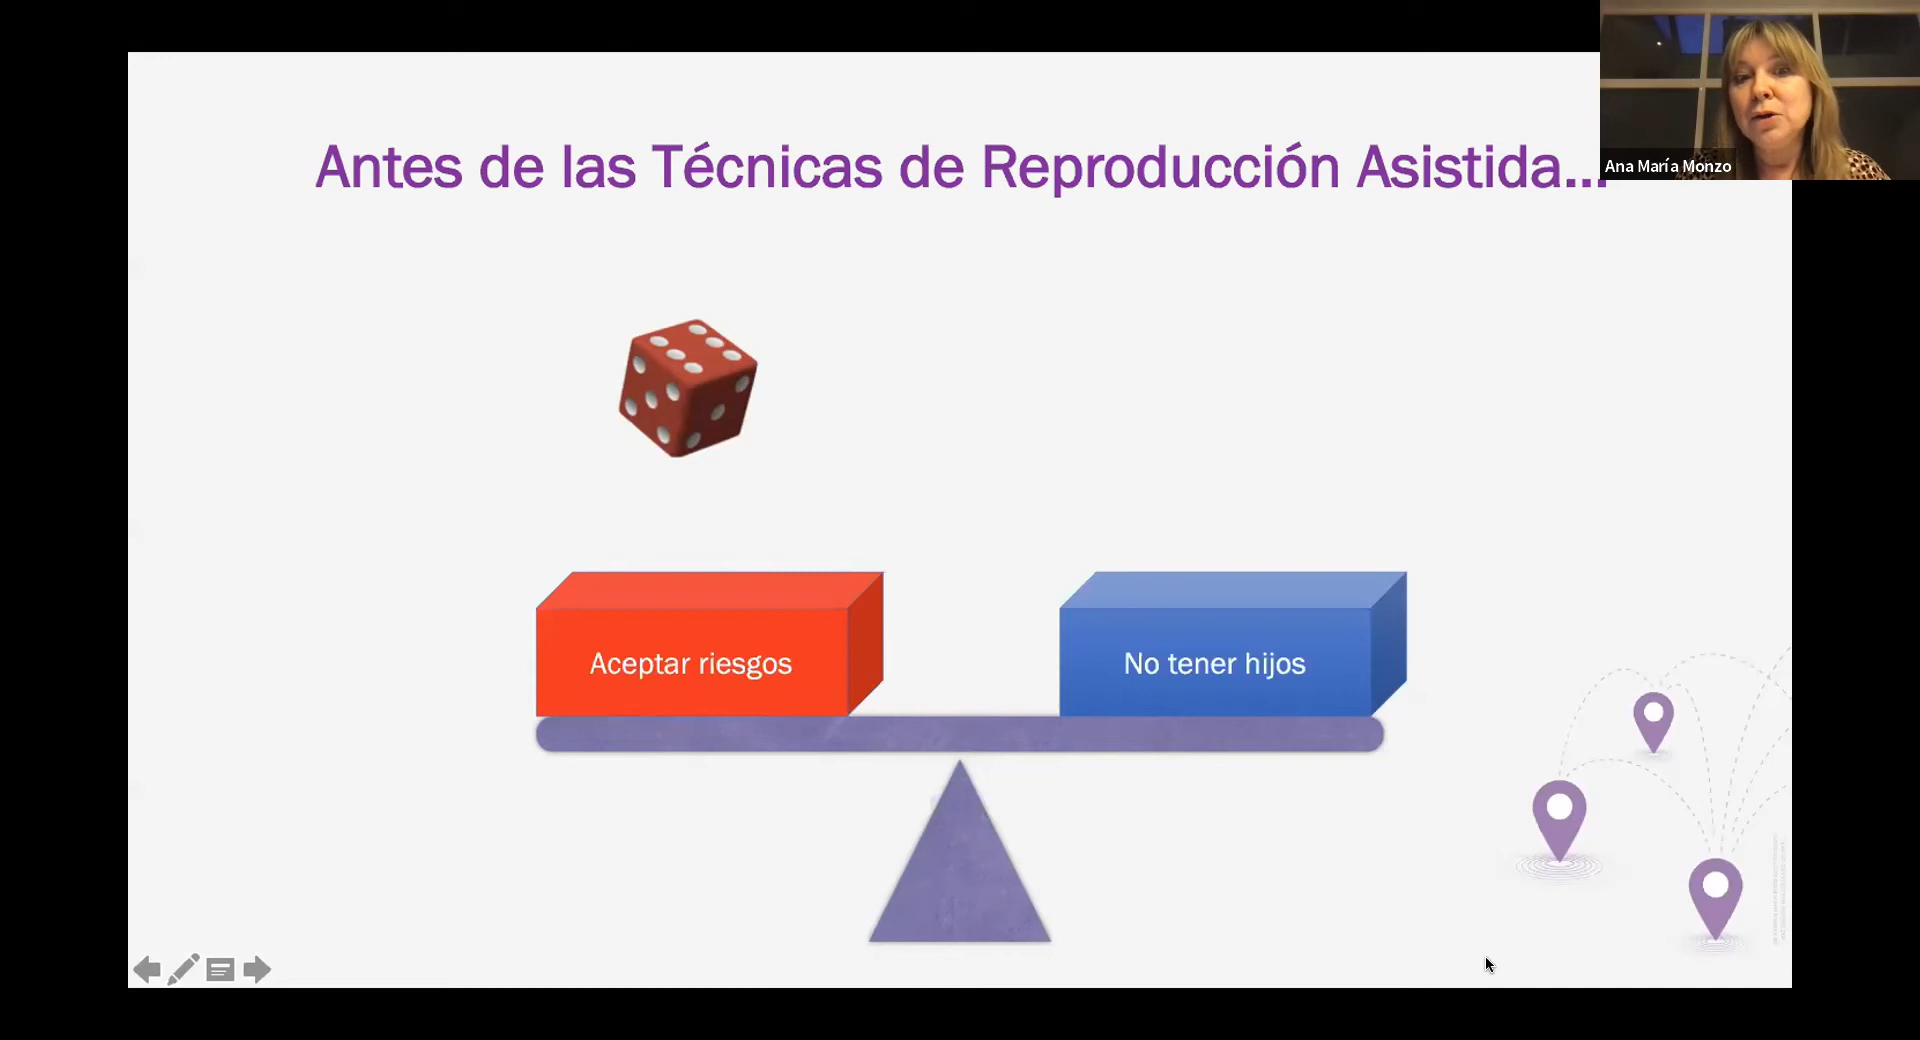 Antes de las Técnicas de Reproducción Asistida...
Ana María Monzo
Aceptar riesgos
No tener hijos